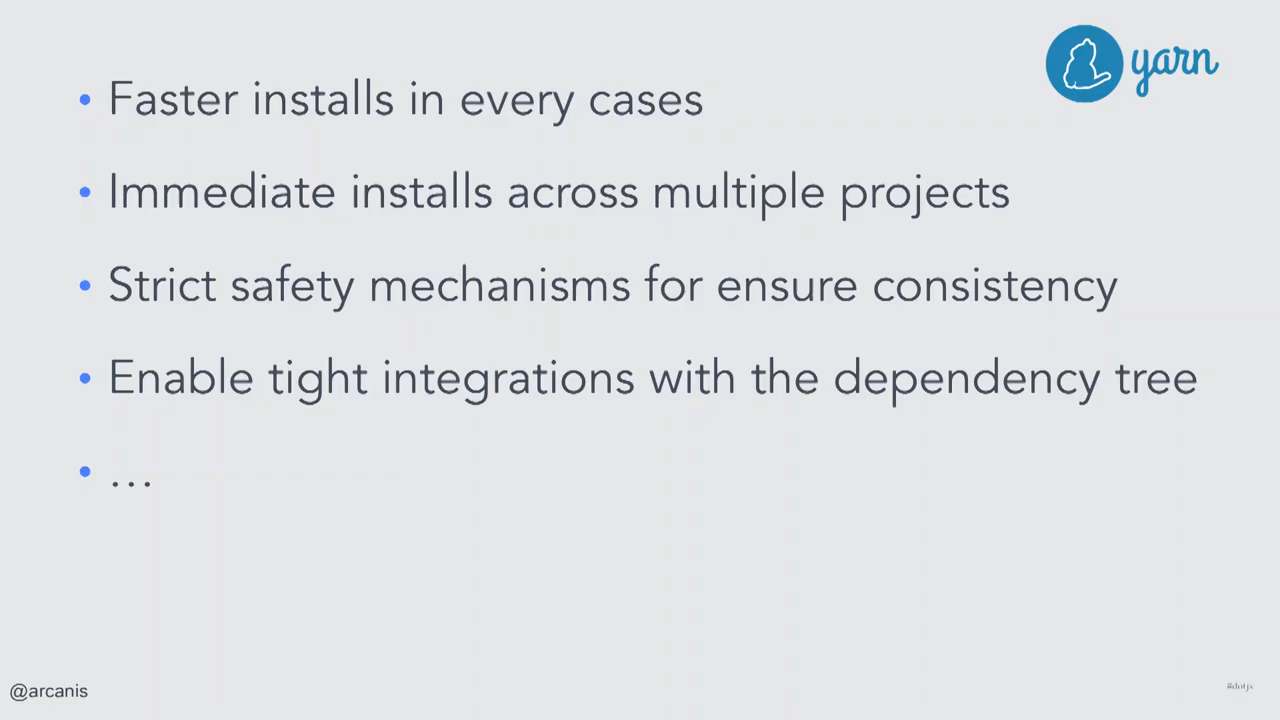 yarn
• Faster installs in every cases
• Immediate installs across multiple projects
• Strict safety mechanisms for ensure consistency
• Enable tight integrations with the dependency tree
• …
@arcanis
#dotjs